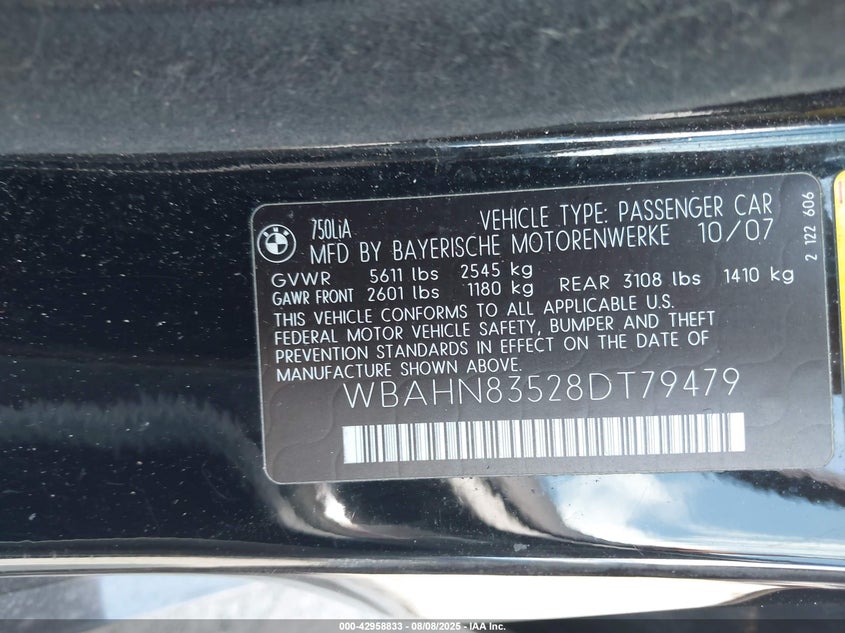 750LiA VEHICLE TYPE: PASSENGER CAR
MFD BY BAYERISCHE MOTORENWERKE 10/07
GVWR 5611 lbs 2545 kg
GAWR FRONT 2601 lbs 1180 kg REAR 3108 lbs 1410 kg
THIS VEHICLE CONFORMS TO ALL APPLICABLE U.S.
FEDERAL MOTOR VEHICLE SAFETY, BUMPER AND THEFT
PREVENTION STANDARDS IN EFFECT ON THE DATE OF
MANUFACTURE SHOWN ABOVE.
WBAHN83528DT79479
2 122 606
000-42958833 - 08/08/2025 - IAA Inc.